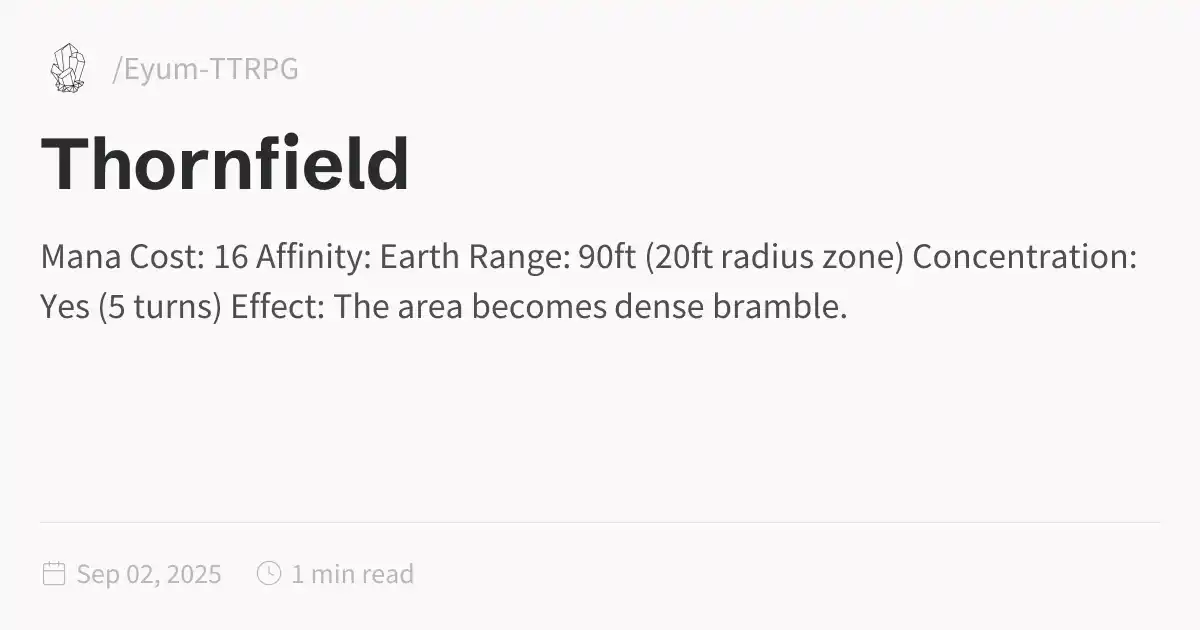 /Eyum-TTRPG
Thornfield
Mana Cost: 16 Affinity: Earth Range: 90ft (20ft radius zone) Concentration:
Yes (5 turns) Effect: The area becomes dense bramble.
Sep 02, 2025 1 min read